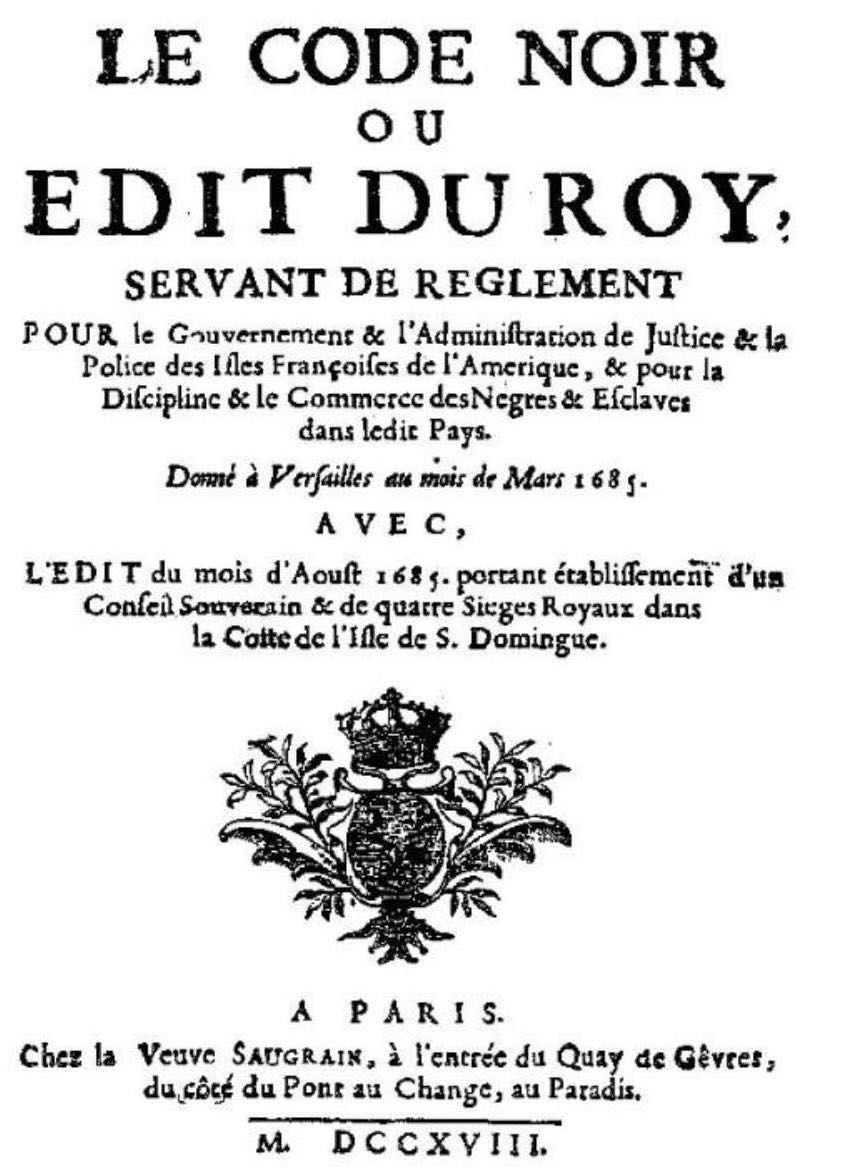 LE CODE NOIR
OU
EDIT DU ROY,
SERVANT DE REGLEMENT
POUR le Gouvernement & l'Adminiſtration de Juſtice & la
Police des Iſles Françoiſes de l'Amerique, & pour la
Diſcipline & le Commerce des Negres & Eſclaves
dans ledit Pays.
Donné à Verſailles au mois de Mars 1685.
AVEC,
L'EDIT du mois d'Aouſt 1685. portant établiſſement d'un
Conſeil Souverain & de quatre Sieges Royaux dans
la Coſte de l'Iſle de S. Domingue.
A PARIS.
Chez la Veuve SAUGRAIN, à l'entrée du Quay de Gêvres,
du côté du Pont au Change, au Paradis.
M. DCCXVIII.